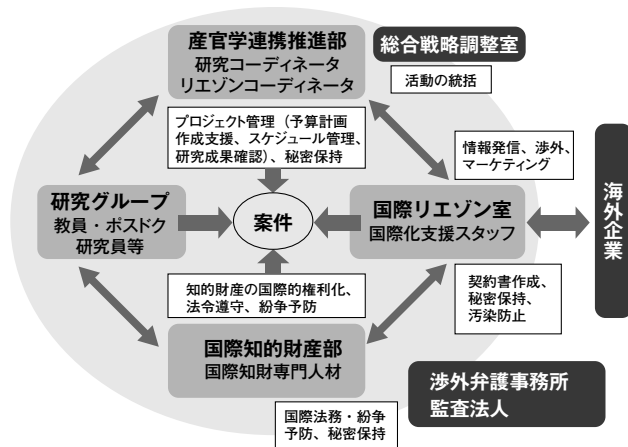 産官学連携推進部
研究コーディネータ
リエゾンコーディネータ
総合戦略調整室
活動の統括
プロジェクト管理（予算計画
作成支援、スケジュール管理、
研究成果確認）、秘密保持
情報発信、渉外、
マーケティング
研究グループ
教員・ポスドク
研究員等
案件
国際リエゾン室
国際化支援スタッフ
海外企業
知的財産の国際的権利化、
法令遵守、紛争予防
契約書作成、
秘密保持、
汚染防止
国際知的財産部
国際知財専門人材
渉外弁護事務所
監査法人
国際法務・紛争
予防、秘密保持